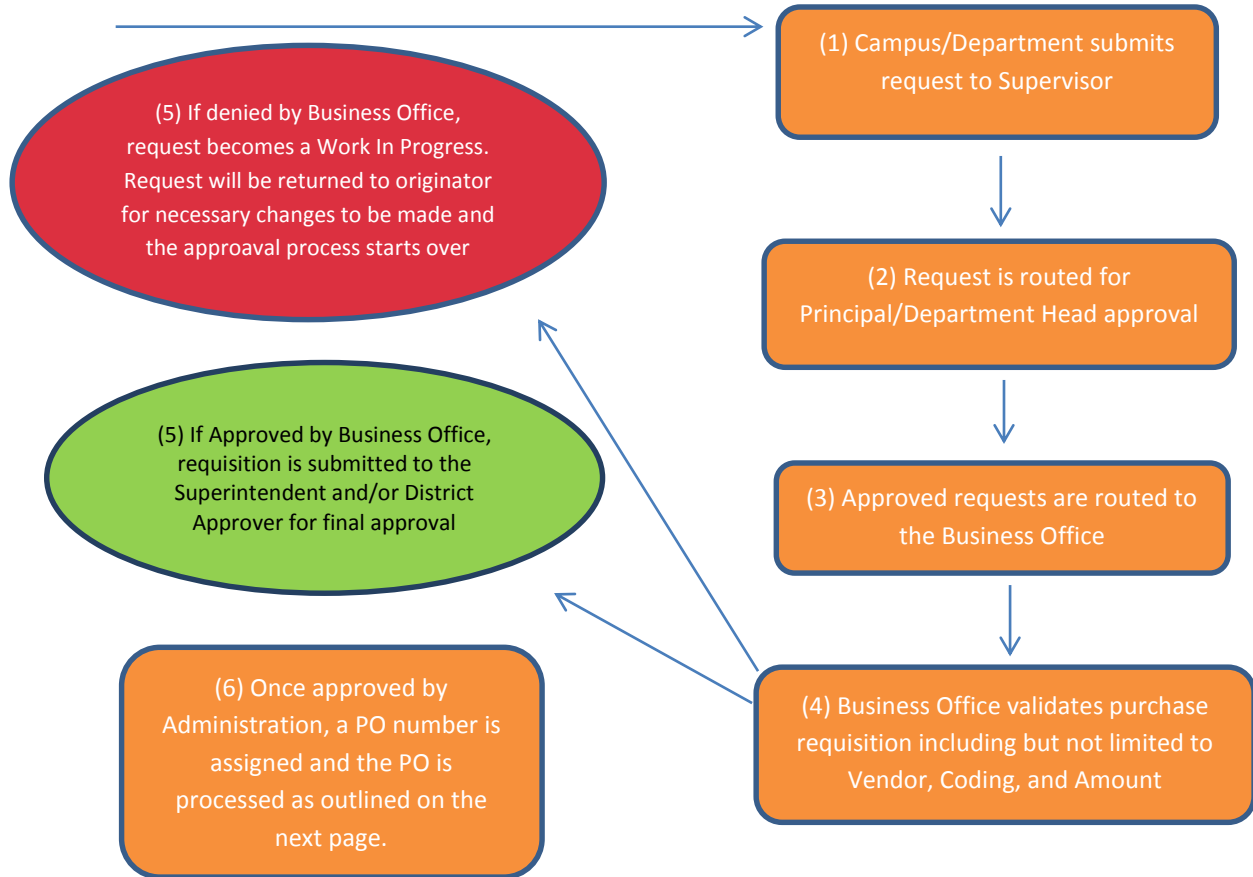 (1) Campus/Department submits
request to Supervisor
(2) Request is routed for
Principal/Department Head approval
(3) Approved requests are routed to
the Business Office
(4) Business Office validates purchase
requisition including but not limited to
Vendor, Coding, and Amount
(5) If denied by Business Office,
request becomes a Work In Progress.
Request will be returned to originator
for necessary changes to be made and
the approaval process starts over
(5) If Approved by Business Office,
requisition is submitted to the
Superintendent and/or District
Approver for final approval
(6) Once approved by
Administration, a PO number is
assigned and the PO is
processed as outlined on the
next page.